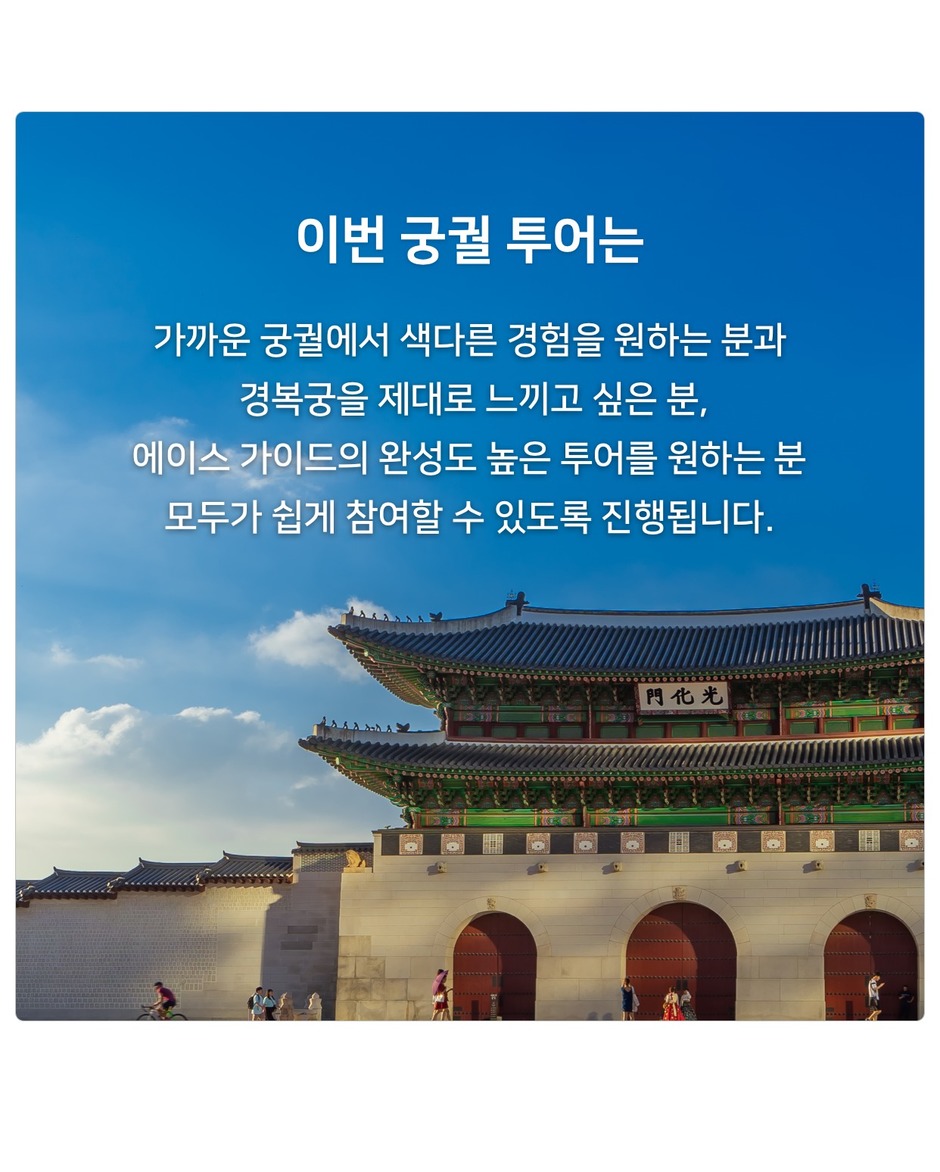 이번 궁궐 투어는
가까운 궁궐에서 색다른 경험을 원하는 분과
경복궁을 제대로 느끼고 싶은 분,
에이스 가이드의 완성도 높은 투어를 원하는 분
모두가 쉽게 참여할 수 있도록 진행됩니다.
門化光